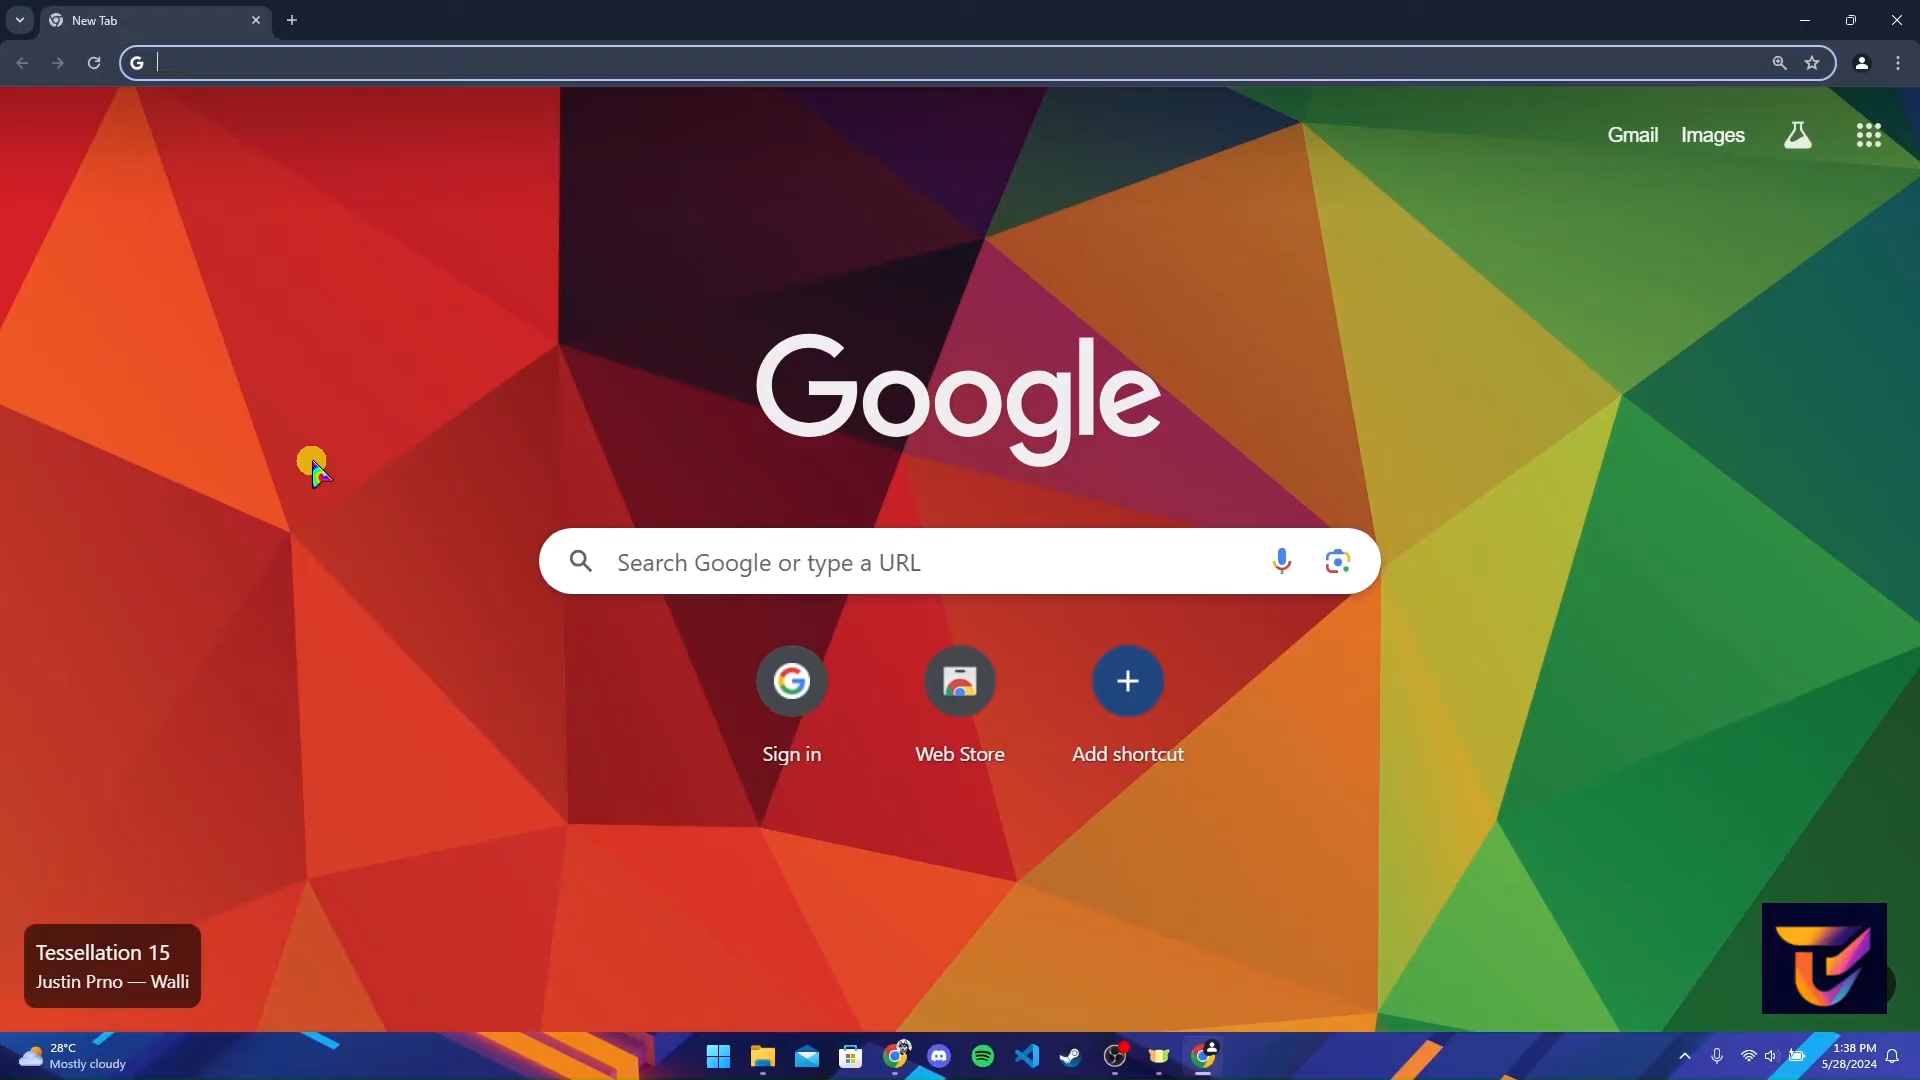 New Tab
Gmail Images
Google
Search Google or type a URL
Sign in
Web Store
Add shortcut
Tessellation 15
Justin Prno — Walli
28°C
Mostly cloudy
1:38 PM
5/28/2024